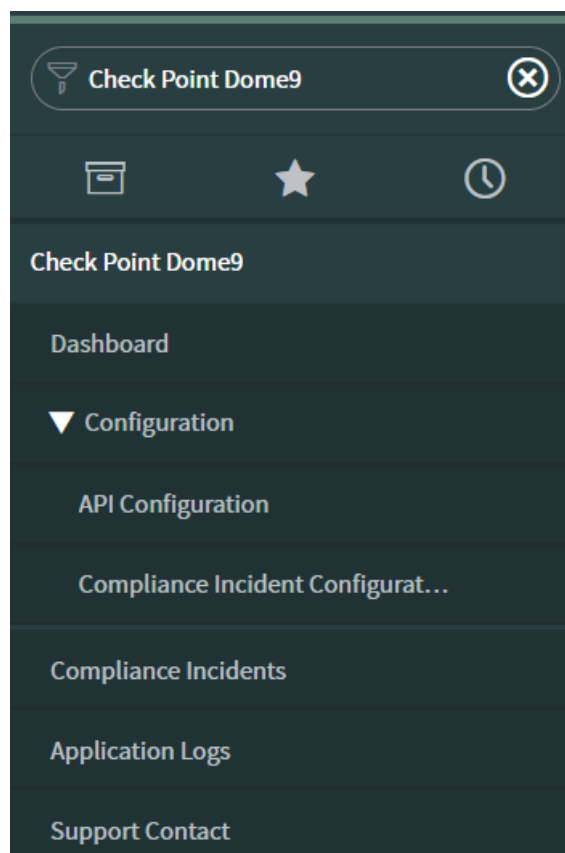 Check Point Dome9
Check Point Dome9
Dashboard
Configuration
API Configuration
Compliance Incident Configurat...
Compliance Incidents
Application Logs
Support Contact